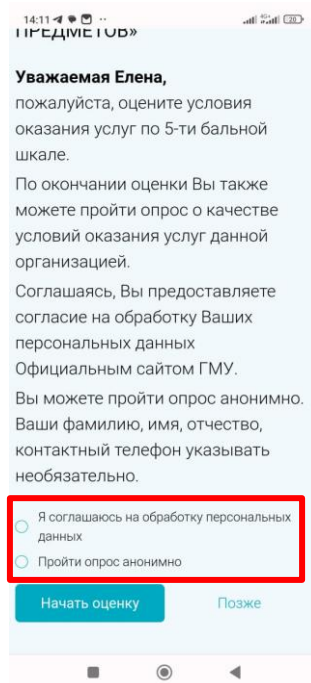 14:11
4G+
20
ПРЕДМЕТОВ»
Уважаемая Елена,
пожалуйста, оцените условия
оказания услуг по 5-ти бальной
шкале.
По окончании оценки Вы также
можете пройти опрос о качестве
условий оказания услуг данной
организацией.
Соглашаясь, Вы предоставляете
согласие на обработку Ваших
персональных данных
Официальным сайтом ГМУ.
Вы можете пройти опрос анонимно.
Ваши фамилию, имя, отчество,
контактный телефон указывать
необязательно.
Я соглашаюсь на обработку персональных
данных
Пройти опрос анонимно
Начать оценку Позже